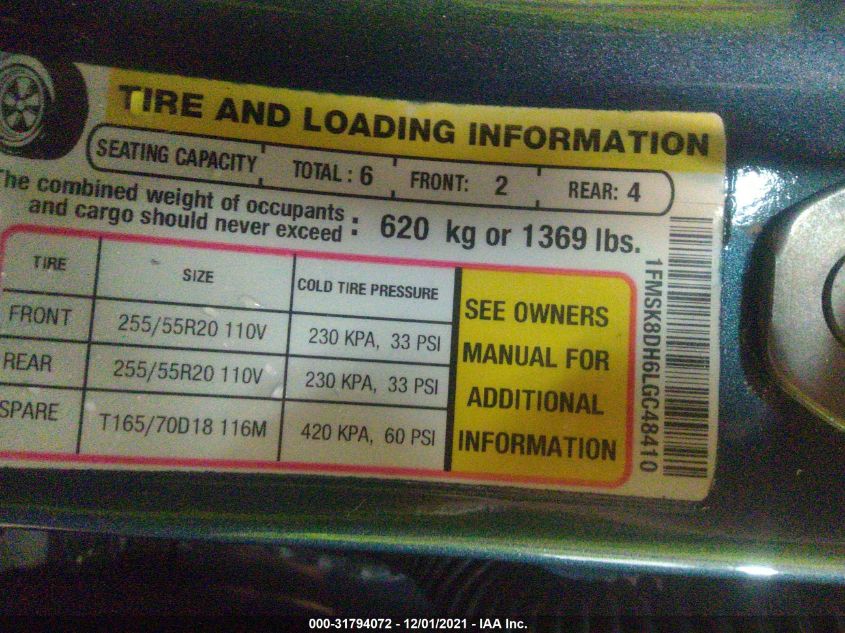 TIRE AND LOADING INFORMATION
SEATING CAPACITY TOTAL : 6 FRONT: 2 REAR: 4
The combined weight of occupants
and cargo should never exceed : 620 kg or 1369 lbs.
TIRE SIZE COLD TIRE PRESSURE
FRONT 255/55R20 110V 230 KPA, 33 PSI
REAR 255/55R20 110V 230 KPA, 33 PSI
SPARE T165/70D18 116M 420 KPA, 60 PSI
SEE OWNERS
MANUAL FOR
ADDITIONAL
INFORMATION
1FMSK8DH6LGC48410
000-31794072 - 12/01/2021 - IAA Inc.